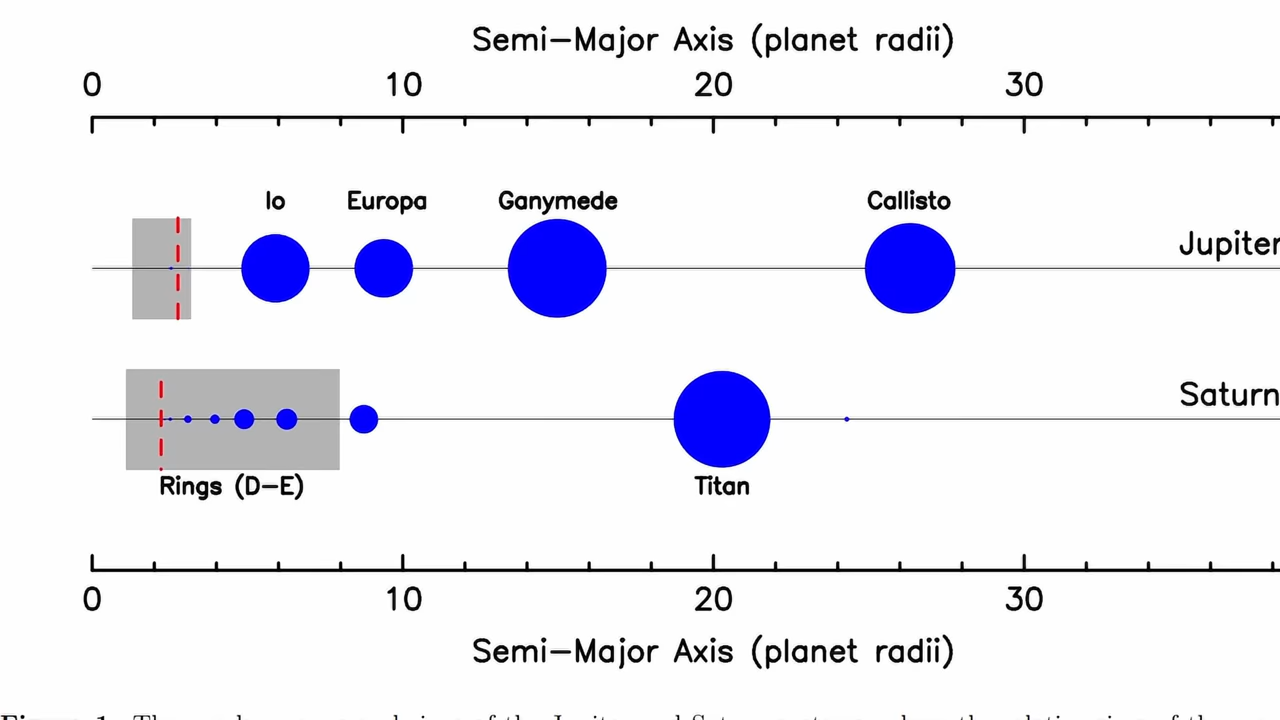 Semi-Major Axis (planet radii)
0 10 20 30
Io Europa Ganymede Callisto
Jupiter
Saturn
Rings (D-E) Titan
0 10 20 30
Semi-Major Axis (planet radii)